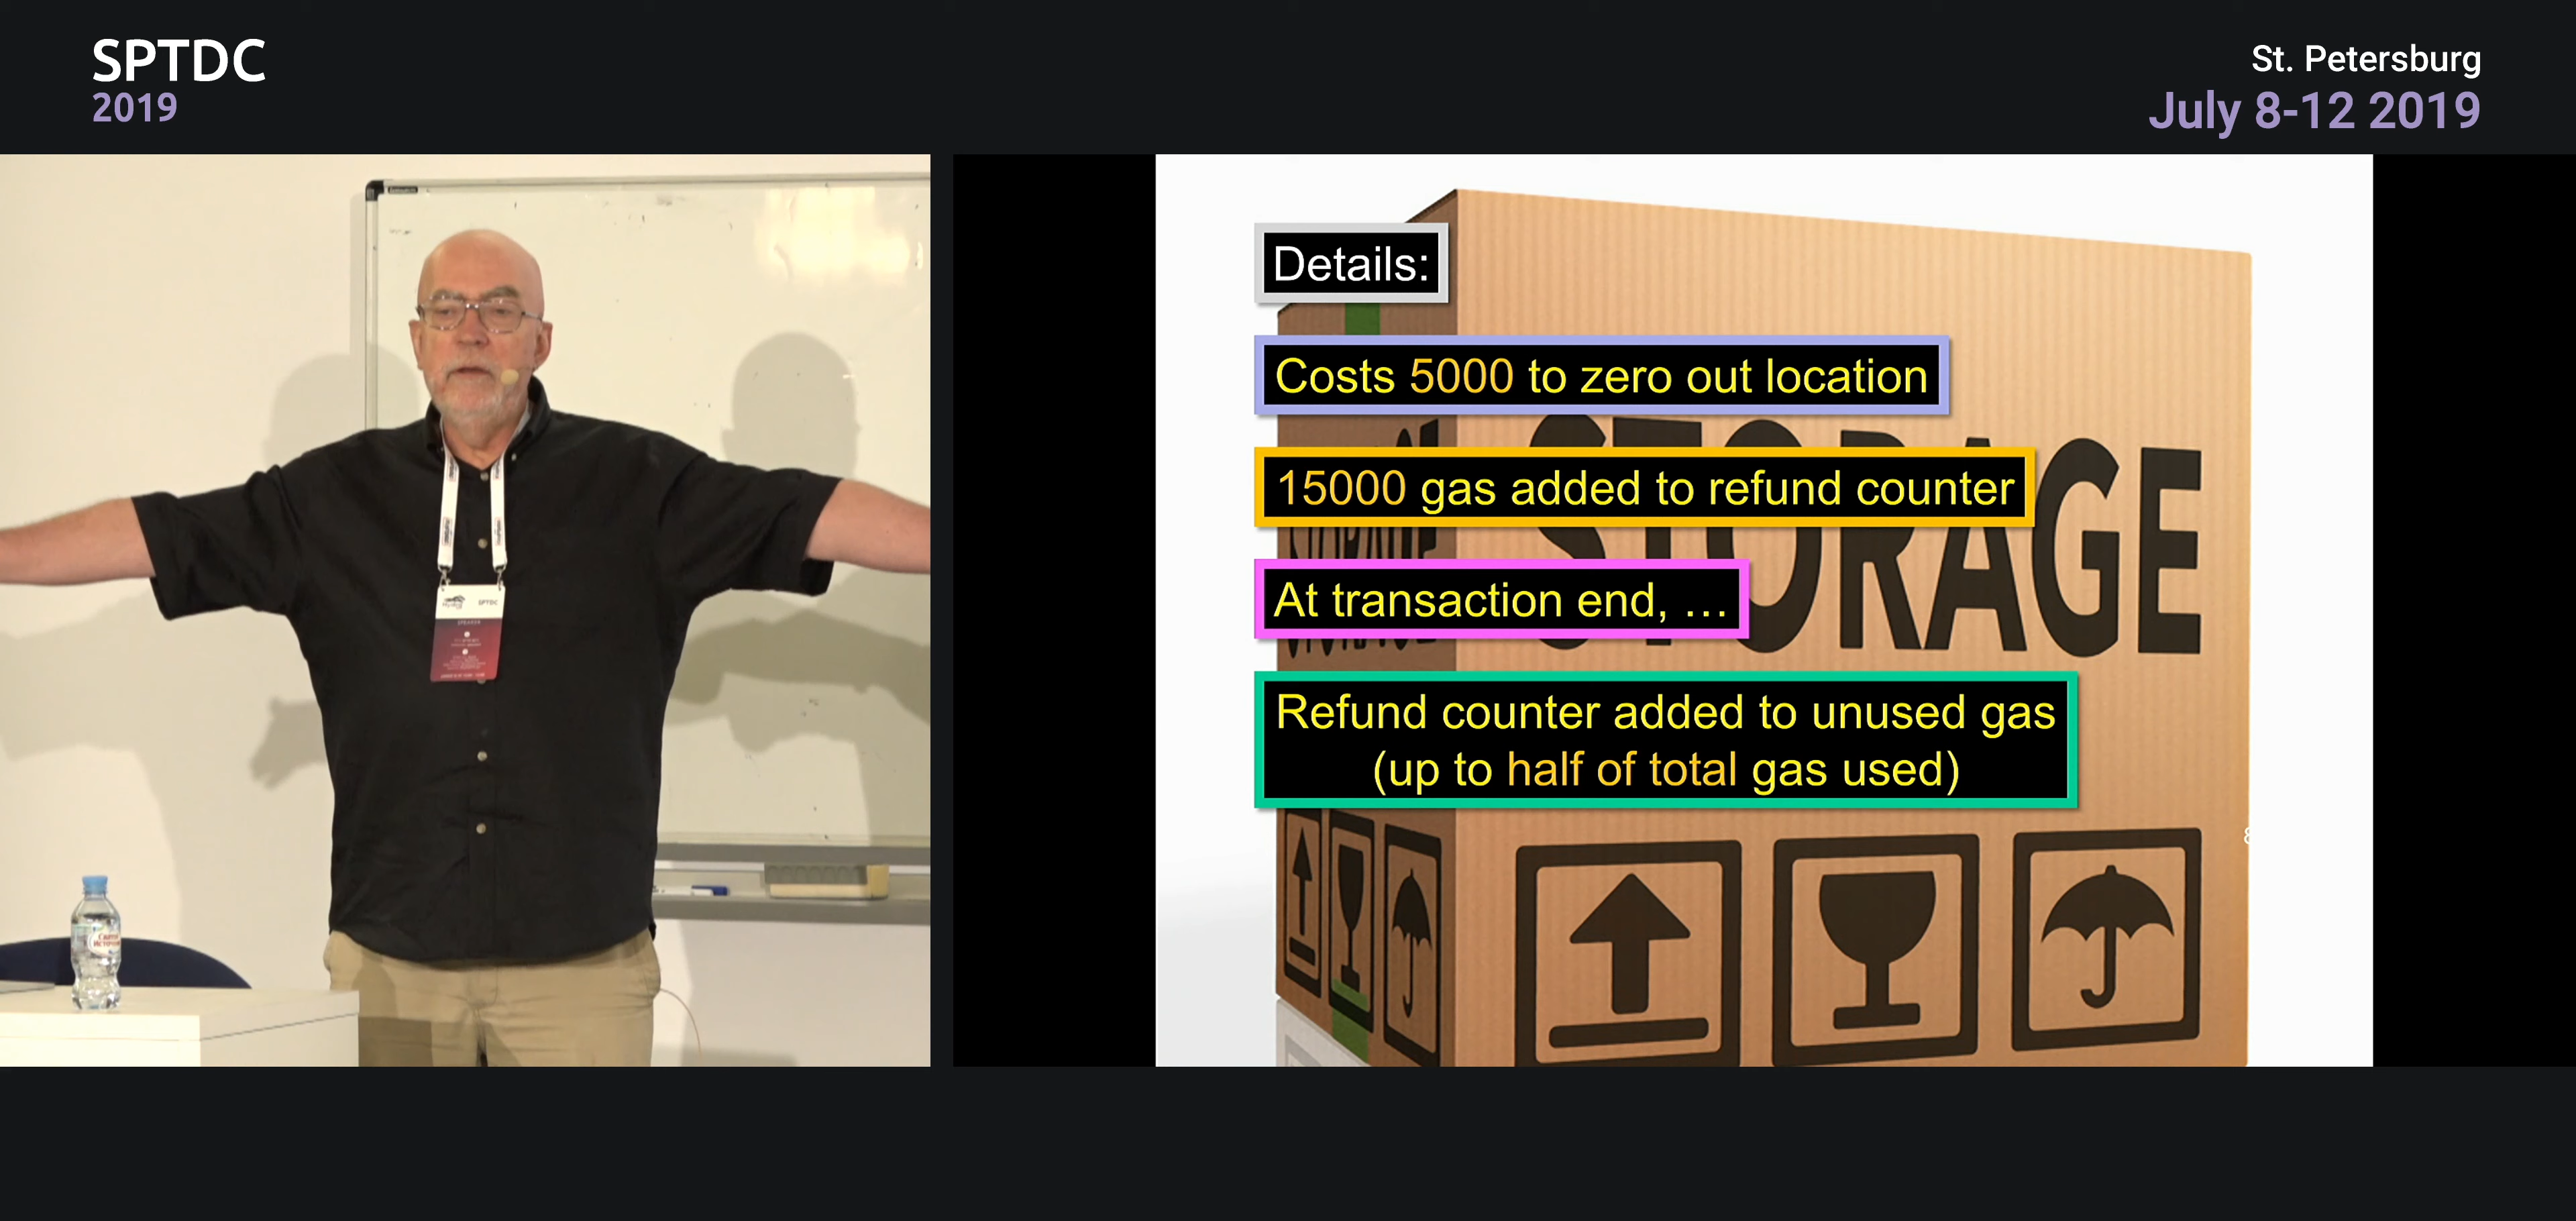 SPTDC
2019
St. Petersburg
July 8-12 2019
SPTDC
SPEAKER
Details:
Costs 5000 to zero out location
15000 gas added to refund counter
At transaction end, …
Refund counter added to unused gas
(up to half of total gas used)
STORAGE